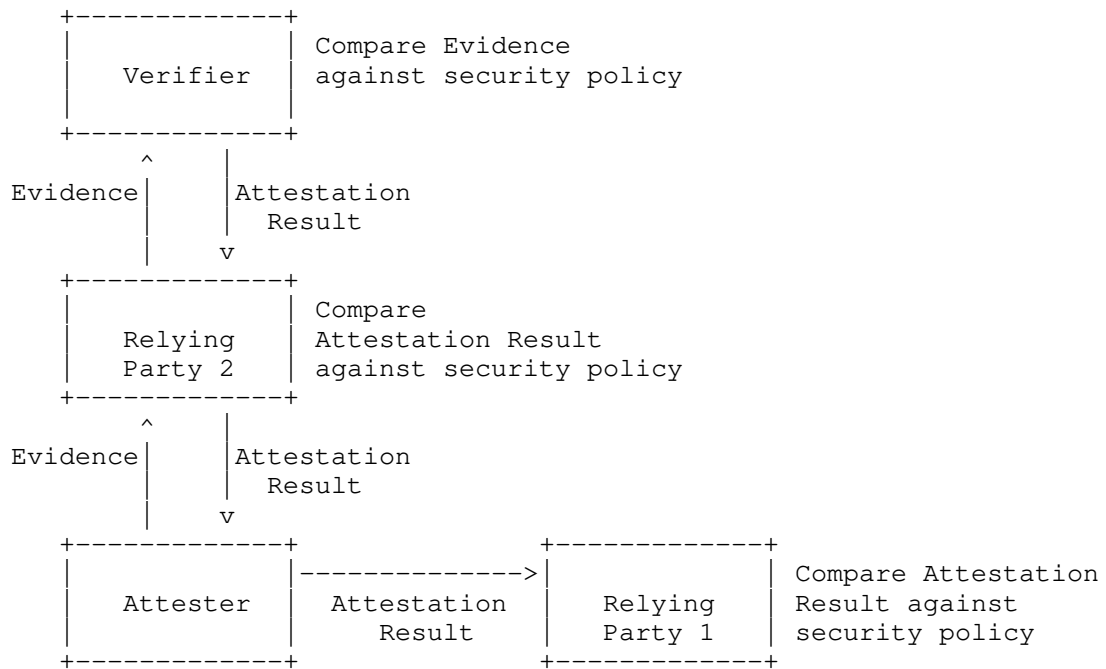 Compare Evidence
Verifier against security policy
Evidence Attestation
Result
Compare
Relying Attestation Result
Party 2 against security policy
Evidence Attestation
Result
Compare Attestation
Attester Attestation Relying Result against
Result Party 1 security policy